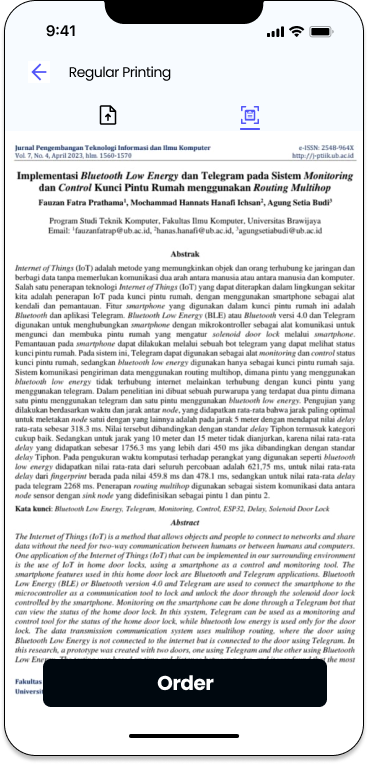 9:41
Regular Printing
Jurnal Pengembangan Teknologi Informasi dan Ilmu Komputer e-ISSN: 2548-964X
Vol. 7, No. 4, April 2023, hlm. 1560-1570 http://j-ptiik.ub.ac.id
Implementasi Bluetooth Low Energy dan Telegram pada Sistem Monitoring
dan Control Kunci Pintu Rumah menggunakan Routing Multihop
Fauzan Fatra Prathama¹, Mochammad Hannats Hanafi Ichsan², Agung Setia Budi³
Program Studi Teknik Komputer, Fakultas Ilmu Komputer, Universitas Brawijaya
Email: ¹fauzanfatrap@ub.ac.id, ²hanas.hanafi@ub.ac.id, ³agungsetiabudi@ub.ac.id
Abstrak
Internet of Things (IoT) adalah metode yang memungkinkan objek dan orang terhubung ke jaringan dan
berbagi data tanpa memerlukan komunikasi dua arah antara manusia atau antara manusia dan komputer.
Salah satu penerapan teknologi Internet of Things (IoT) yang dapat diterapkan dalam lingkungan sekitar
kita adalah penerapan IoT pada kunci pintu rumah, dengan menggunakan smartphone sebagai alat
kendali dan pemantauan. Fitur smartphone yang digunakan dalam kunci pintu rumah ini adalah
Bluetooth dan aplikasi Telegram. Bluetooth Low Energy (BLE) atau Bluetooth versi 4.0 dan Telegram
digunakan untuk menghubungkan smartphone dengan mikrokontroler sebagai alat komunikasi untuk
mengunci dan membuka pintu rumah yang mengatur solenoid door lock melalui smartphone.
Pemantauan pada smartphone dapat dilakukan melalui sebuah bot telegram yang dapat melihat status
kunci pintu rumah. Pada sistem ini, Telegram dapat digunakan sebagai alat monitoring dan control status
kunci pintu rumah, sedangkan bluetooth low energy digunakan hanya sebagai kunci pintu rumah saja.
Sistem komunikasi pengiriman data menggunakan routing multihop, dimana pintu yang menggunakan
bluetooth low energy tidak terhubung internet melainkan terhubung dengan kunci pintu yang
menggunakan telegram. Dalam penelitian ini dibuat sebuah purwarupa yang terdapat dua pintu dimana
satu pintu menggunakan telegram dan satu pintu menggunakan bluetooth low energy. Pengujian yang
dilakukan berdasarkan waktu dan jarak antar node, yang didapatkan rata-rata bahwa jarak paling optimal
untuk meletakan node satui dengan yang lainnya adalah pada jarak 5 meter dengan mendapat nilai delay
rata-rata sebesar 318,3 ms. Nilai tersebut dibandingkan dengan standar delay Tiphon termasuk kategori
cukup baik. Sedangkan untuk jarak yang 10 meter dan 15 meter tidak dianjurkan, karena nilai rata-rata
delay yang didapatkan sebesar 1756,3 ms yang lebih dari 450 ms jika dibandingkan dengan standar
delay Tiphon. Pada pengukuran waktu komputasi terhadap perangkat yang digunakan seperti bluetooth
low energy didapatkan nilai rata-rata dari seluruh percobaan adalah 621,75 ms, untuk nilai rata-rata
delay dari fingerprint berada pada nilai 459.8 ms and 478.1 ms, sedangkan untuk nilai rata-rata delay
pada telegram 2268 ms. Penerapan routing multihop digunakan sebagai sistem komunikasi data antara
node sensor dengan sink node yang didefinisikan sebagai pintu 1 dan pintu 2.
Kata kunci: Bluetooth Low Energy, Telegram, Monitoring, Control, ESP32, Delay, Solenoid Door Lock
Abstract
The Internet of Things (IoT) is a method that allows objects and people to connect to networks and share
data without the need for two-way communication between humans or between humans and computers.
One application of the Internet of Things (IoT) that can be implemented in our surrounding environment
is the use of IoT in home door locks, using a smartphone as a control and monitoring tool. The
smartphone features used in this home door lock are Bluetooth and Telegram applications. Bluetooth
Low Energy (BLE) or Bluetooth version 4.0 and Telegram are used to connect the smartphone to the
microcontroller as a communication tool to lock and unlock the door through the solenoid door lock
controlled by the smartphone. Monitoring on the smartphone can be done through a Telegram bot that
can view the status of the home door lock. In this system, Telegram can be used as a monitoring and
control tool for the status of the home door lock, while bluetooth low energy is used only for the door
lock. The data transmission communication system uses multihop routing, where the door using
Bluetooth Low Energy is not connected to the internet but is connected to the door using Telegram. In
this research, a prototype was created with two doors, one using Telegram and the other using Bluetooth
Low
the most
Fakultas
Univers
Order